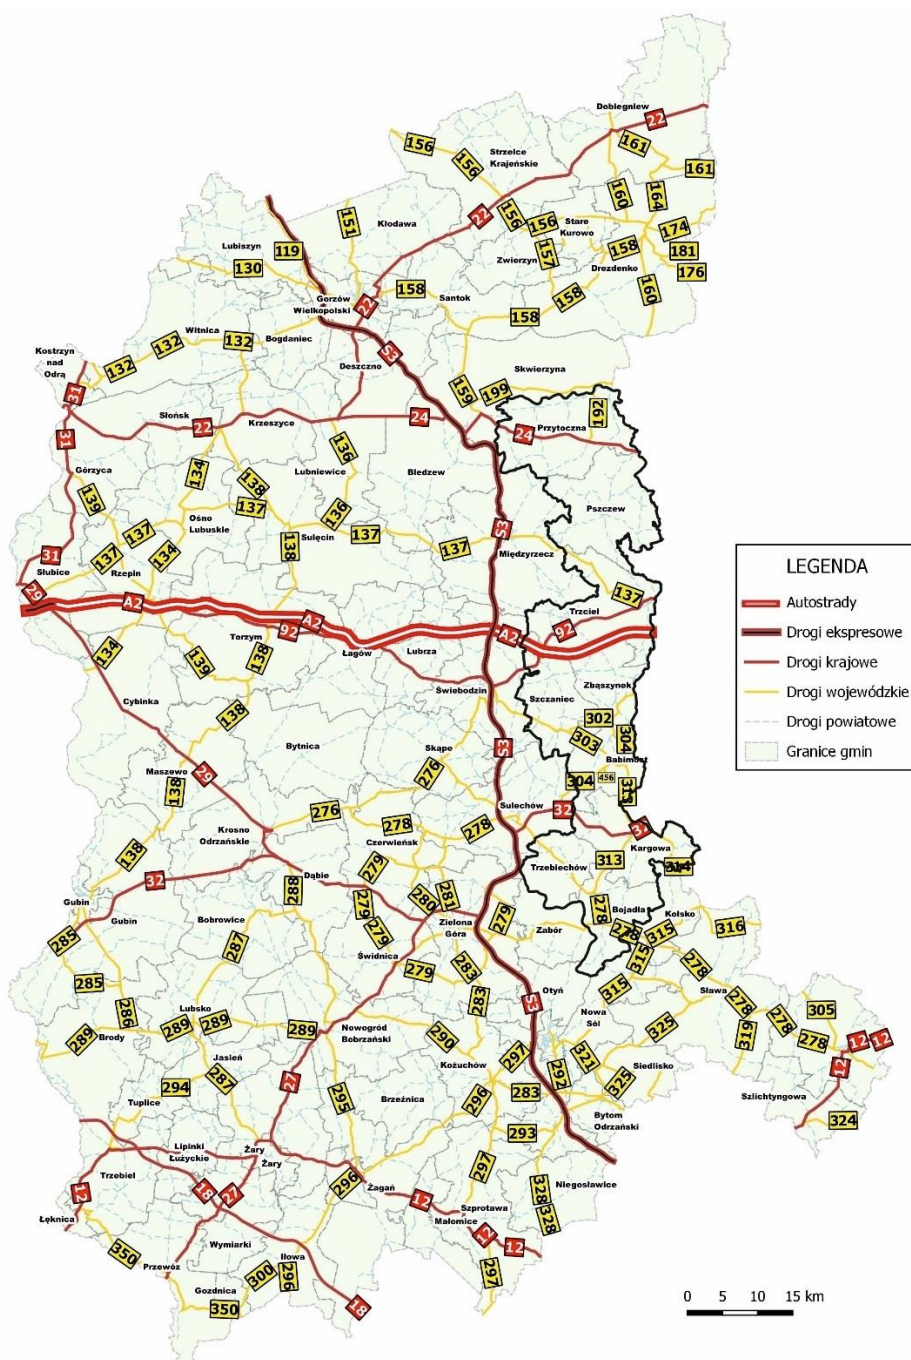 Dobiegniew
22
156
Strzelce
Krajeńskie
156
161
161
160
164
151
Kłodawa
22
156
156
Stare
Kurowo
174
Lubiszyn
119
158
181
Zwierzyn
157
Drezdenko
176
130
158
Santok
158
160
Gorzów
Wielkopolski
22
158
Witnica
132
132
Bogdaniec
Kostrzyn
nad
Odrą
132
S3
Deszczno
Skwierzyna
31
159
199
Słońsk
22
Krzeszyce
24
24
Przytoczna
192
31
136
Górzyca
134
138
Lubniewice
Bledzew
139
137
136
Pszczew
Ośno
Lubuskie
137
Sulęcin
137
S3
137
Międzyrzecz
31
137
134
138
Słubice
Rzepin
137
29
A2
A2
92
Trzciel
92
A2
Torzym
138
Łagów
Lubrza
134
139
Świebodzin
Szczaniec
Zbąszynek
Cybinka
138
302
Bytnica
Skąpe
S3
303
304
Babimost
Maszewo
29
276
304
456
313
138
Sulechów
276
278
278
32
32
Krosno
Odrzańskie
Czerwieńsk
Kargowa
138
Trzebiechów
313
314
32
Dąbie
279
288
279
280
281
278
Bojadła
Kolsko
Gubin
Gubin
Bobrowice
Zielona
Góra
279
Zabór
278
315
316
285
287
279
315
Świdnica
279
283
278
285
283
Otyń
315
Sława
S3
286
Lubsko
Nowa
Sól
278
305
289
289
289
289
Nowogród
Bobrzański
290
325
278
278
Brody
297
321
319
12
12
Jasień
Kożuchów
292
Siedlisko
12
294
287
27
295
296
283
325
Szlichtyngowa
Tuplice
Brzeźnica
Bytom
Odrzański
324
293
Lipinki
Łużyckie
Żary
Żary
297
Trzebiel
296
Żagań
Niegosławice
12
18
27
328
12
Szprotawa
328
Łęknica
Małomice
12
12
Wymiarki
350
Iłowa
Przewóz
300
296
297
Gozdnica
350
18
LEGENDA
Autostrady
Drogi ekspresowe
Drogi krajowe
Drogi wojewódzkie
Drogi powiatowe
Granice gmin
0 5 10 15 km